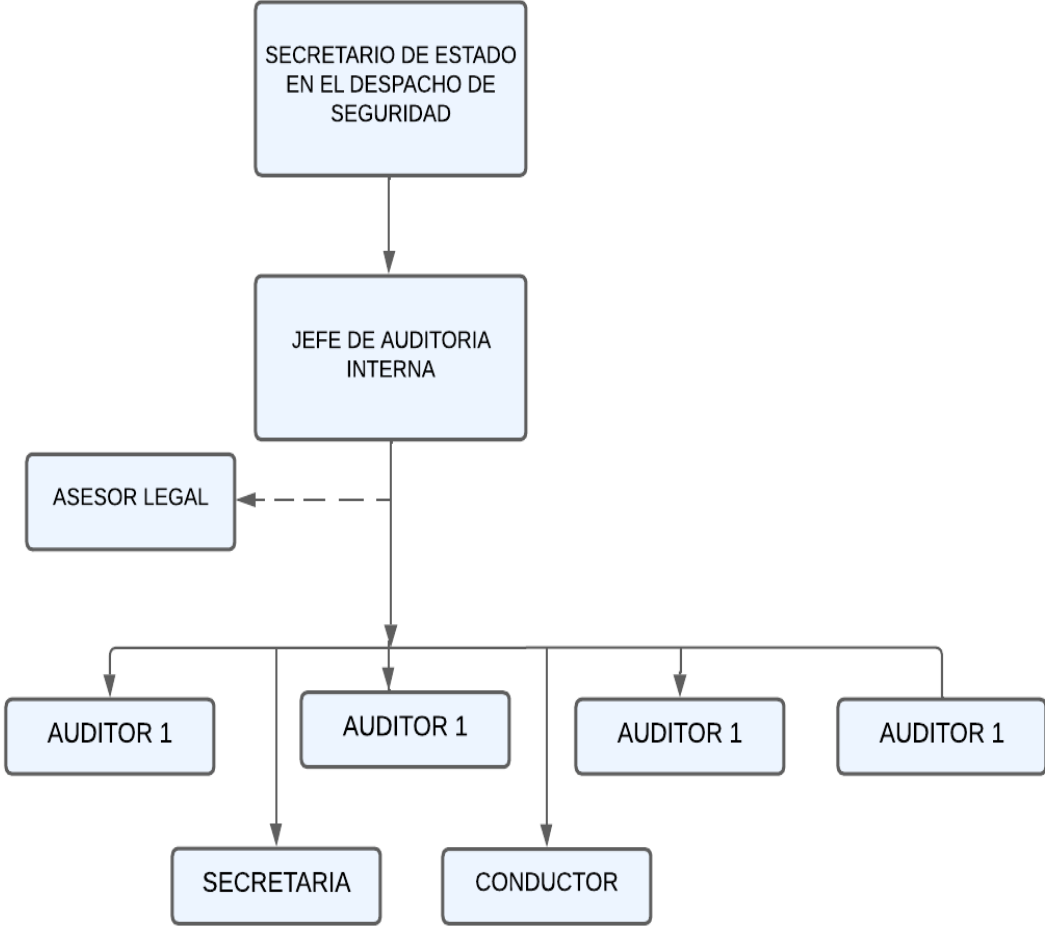 SECRETARIO DE ESTADO
EN EL DESPACHO DE
SEGURIDAD
JEFE DE AUDITORIA
INTERNA
ASESOR LEGAL
AUDITOR 1
AUDITOR 1
AUDITOR 1
AUDITOR 1
SECRETARIA
CONDUCTOR